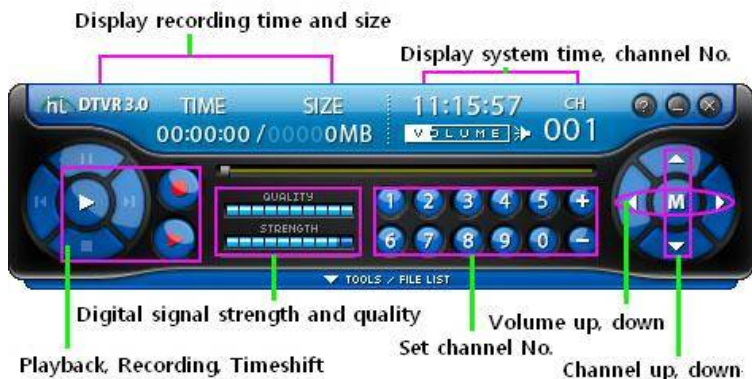 Display recording time and size
Display system time, channel No.
DTVR 3.0 TIME SIZE 11:15:57 CH
00:00:00 /000000MB VOLUME 001
QUALITY
STRENGTH
1 2 3 4 5 +
6 7 8 9 0 −
M
TOOLS / FILE LIST
Digital signal strength and quality
Volume up, down
Set channel No.
Playback, Recording, Timeshift
Channel up, down